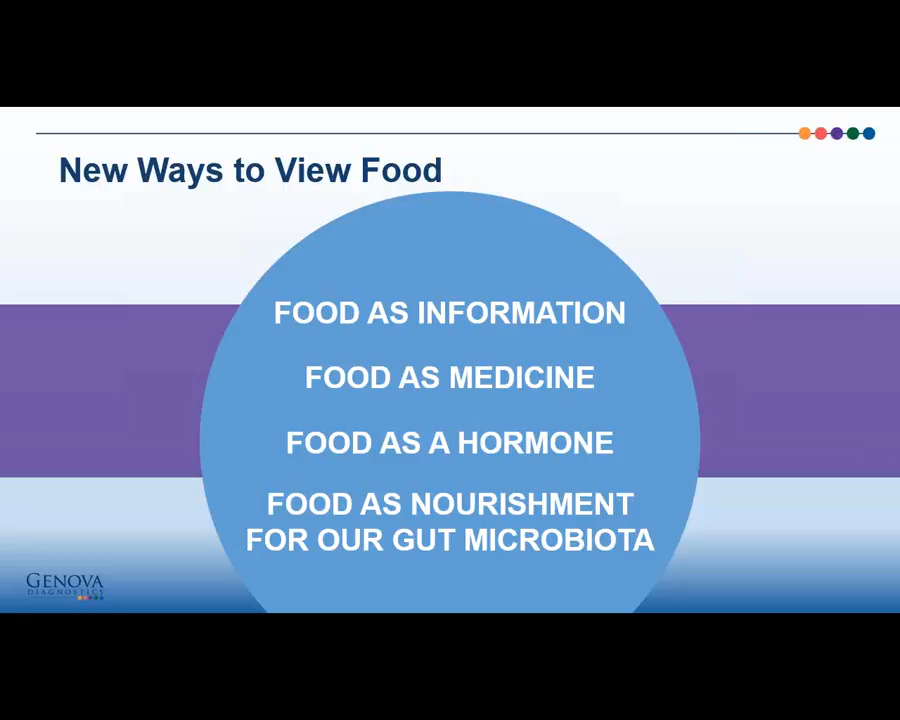 New Ways to View Food
FOOD AS INFORMATION
FOOD AS MEDICINE
FOOD AS A HORMONE
FOOD AS NOURISHMENT
FOR OUR GUT MICROBIOTA
GENOVA
DIAGNOSTICS